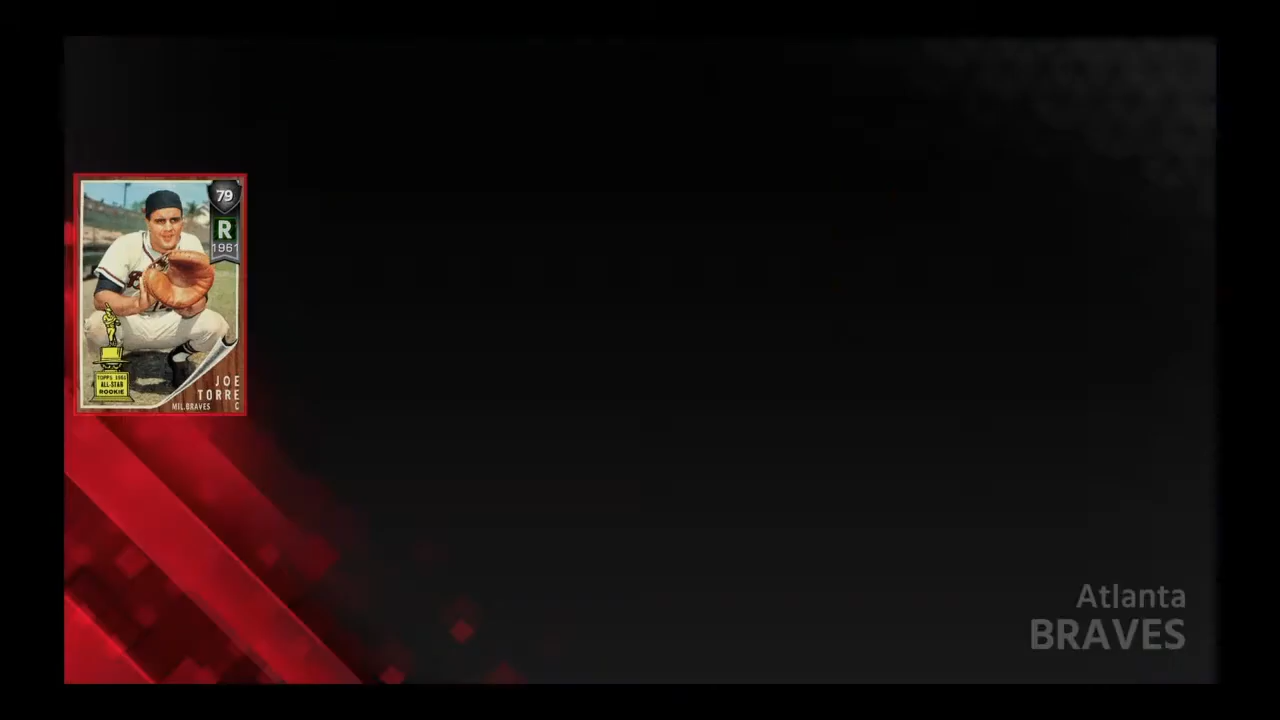 79
R
1961
TOPPS 1961
ALL-STAR
ROOKIE
JOE
TORRE
MIL.BRAVES C
Atlanta
BRAVES